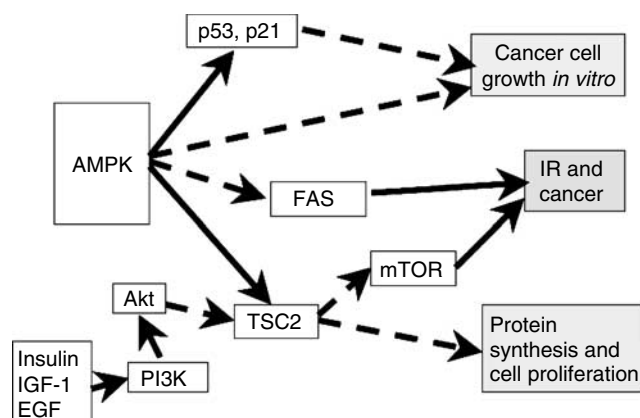 p53, p21
Cancer cell
growth in vitro
AMPK
IR and
cancer
FAS
mTOR
Akt
TSC2
Protein
synthesis and
cell proliferation
Insulin
IGF-1
EGF
PI3K